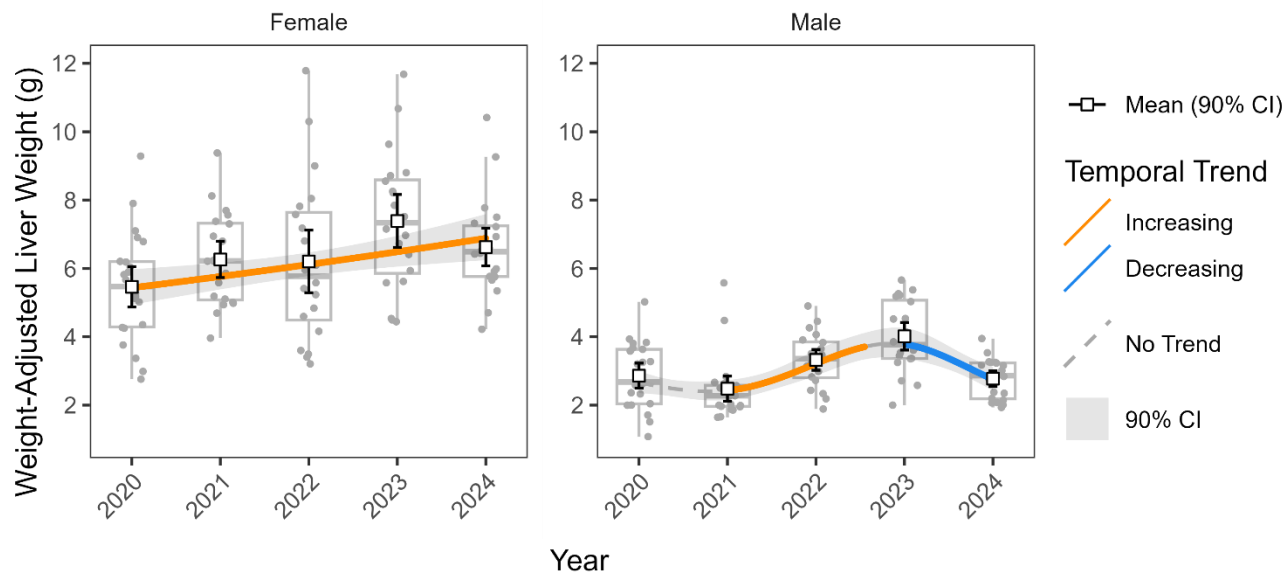 Female
Male
Weight-Adjusted Liver Weight (g)
12
10
8
6
4
2
12
10
8
6
4
2
2020
2021
2022
2023
2024
2020
2021
2022
2023
2024
Year
Mean (90% CI)
Temporal Trend
Increasing
Decreasing
No Trend
90% CI